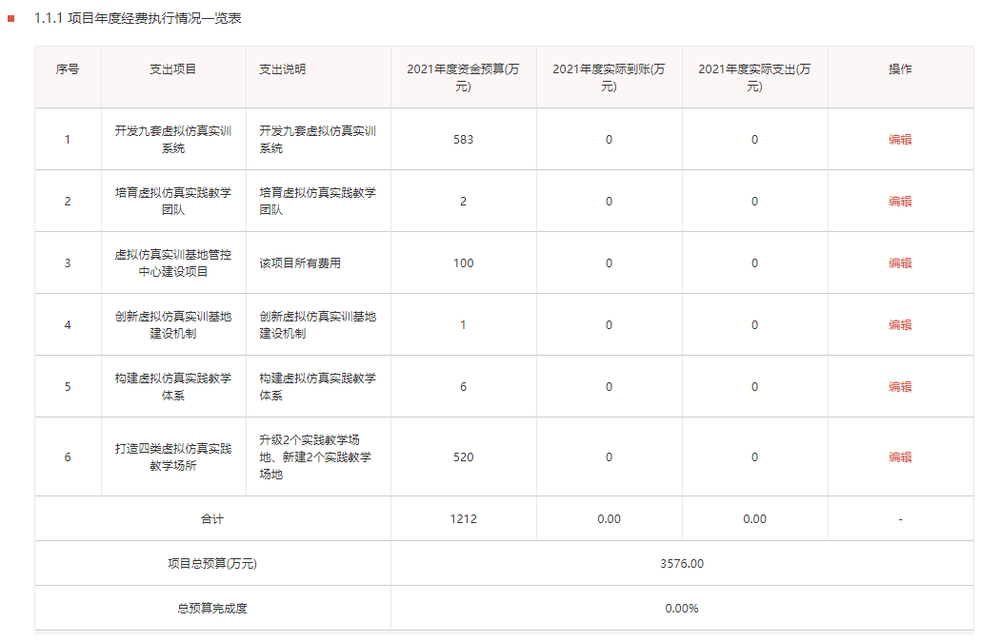 1.1.1 项目年度经费执行情况一览表
序号
支出项目
支出说明
2021年度资金预算(万
元)
2021年度实际到账(万
元)
2021年度实际支出(万
元)
操作
1
开发九套虚拟仿真实训
系统
开发九套虚拟仿真实训
系统
583
0
0
编辑
2
培育虚拟仿真实践教学
团队
培育虚拟仿真实践教学
团队
2
0
0
编辑
3
虚拟仿真实训基地管控
中心建设项目
该项目所有费用
100
0
0
编辑
4
创新虚拟仿真实训基地
建设机制
创新虚拟仿真实训基地
建设机制
1
0
0
编辑
5
构建虚拟仿真实践教学
体系
构建虚拟仿真实践教学
体系
6
0
0
编辑
6
打造四类虚拟仿真实践
教学场所
升级2个实践教学场
地、新建2个实践教学
场地
520
0
0
编辑
合计
1212
0.00
0.00
-
项目总预算(万元)
3576.00
总预算完成度
0.00%